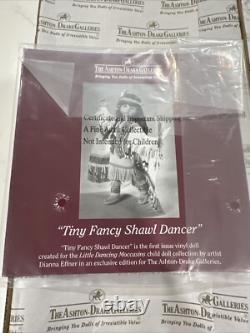 THE ASHTON-DRAKE GALLERIES
Bringing You Dolls of Irresistible Value
THE ASHTON-DRAKE GALLERIES
Bringing You Dolls of Irresistible Value
Certificate and Important Shipping
A Fine Adult Collectible
Not Intended for Children
"Tiny Fancy Shawl Dancer"
"Tiny Fancy Shawl Dancer" is the first issue vinyl doll
created for the Little Dancing Moccasins child doll collection by artist
Dianna Effner in an exclusive edition for The Ashton-Drake Galleries.
THE ASHTON-DRAKE GALLERIES
Bringing You Dolls of Irresistible Value